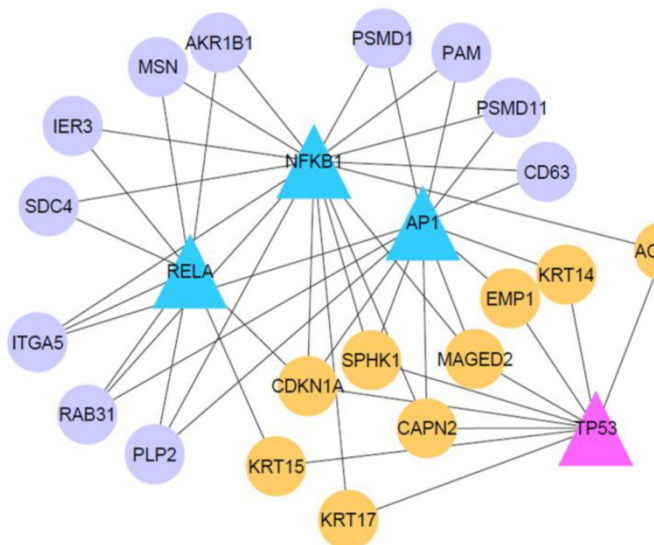 AKR1B1
PSMD1
PAM
MSN
PSMD11
IER3
NFKB1
CD63
SDC4
AP1
RELA
KRT14
EMP1
ITGA5
SPHK1
MAGED2
CDKN1A
RAB31
CAPN2
TP53
PLP2
KRT15
KRT17